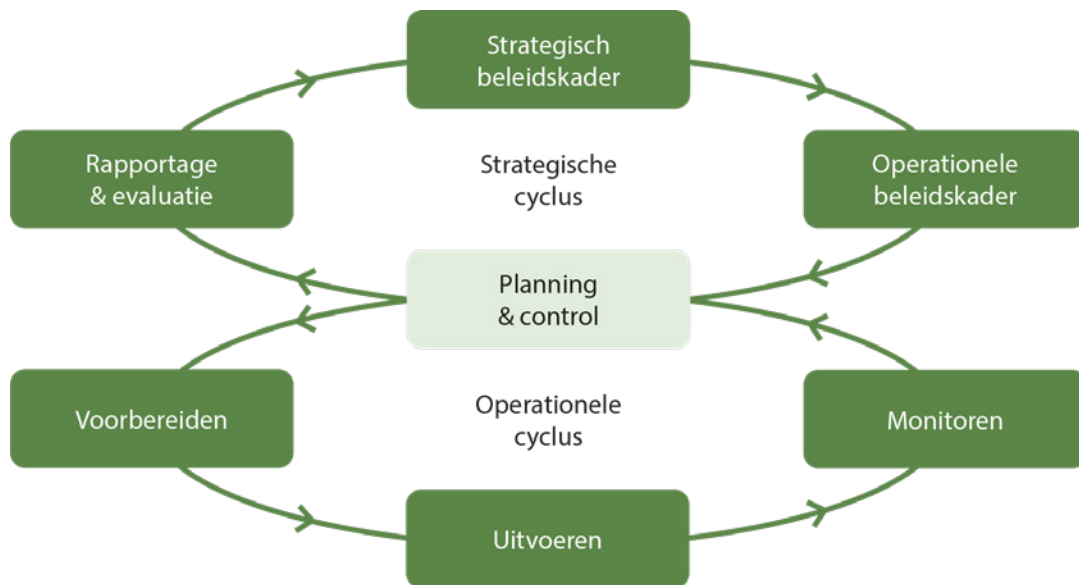 Strategisch
beleidskader
Rapportage
& evaluatie
Strategische
cyclus
Operationele
beleidskader
Planning
& control
Voorbereiden
Operationele
cyclus
Monitoren
Uitvoeren